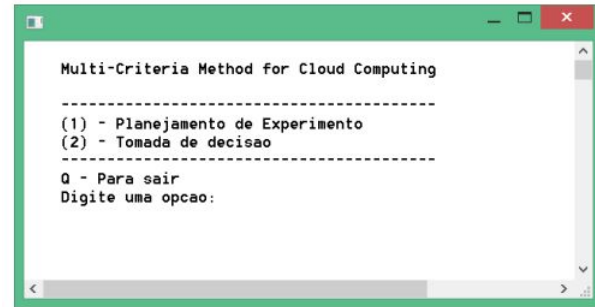 Multi-Criteria Method for Cloud Computing
----------------------------------------
(1) - Planejamento de Experimento
(2) - Tomada de decisao
----------------------------------------
Q - Para sair
Digite uma opcao: